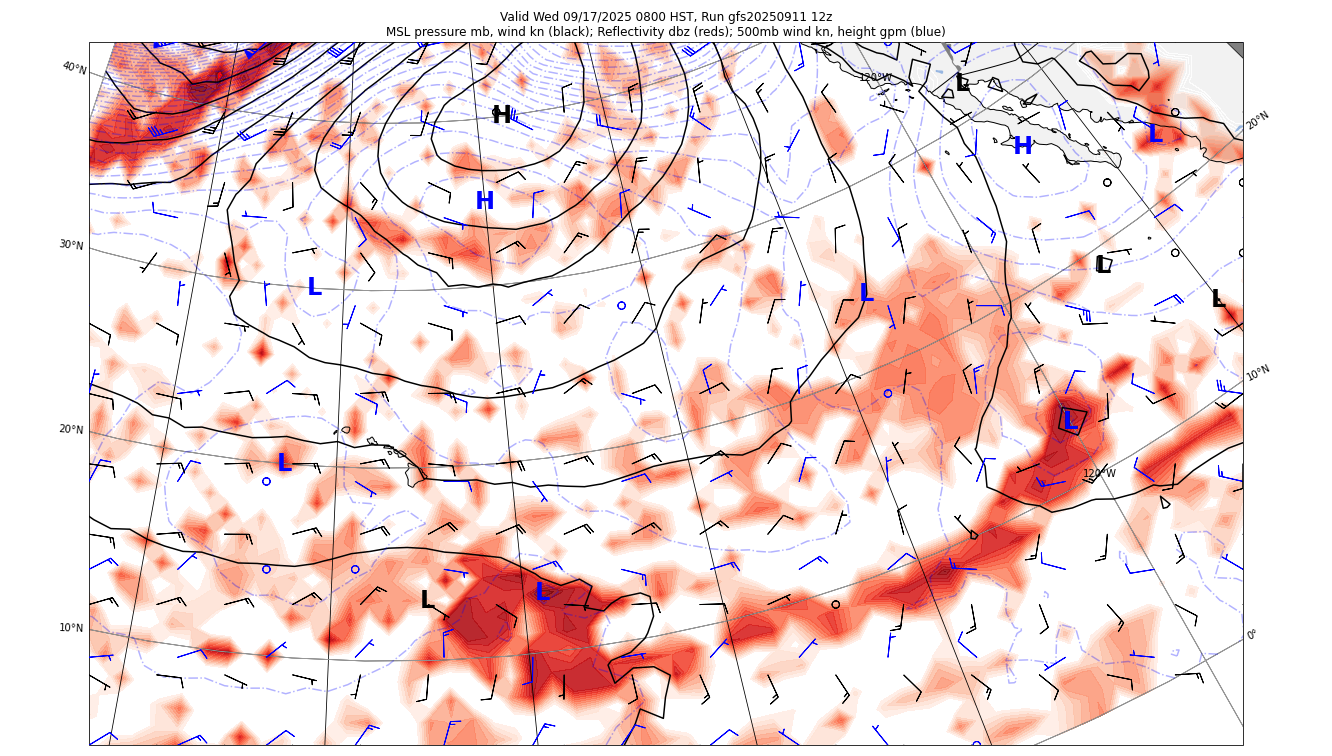 Valid Wed 09/17/2025 0800 HST, Run gfs20250911 12z
MSL pressure mb, wind kn (black); Reflectivity dbz (reds); 500mb wind kn, height gpm (blue)
40°N
120°W
L
20°N
H
L
H
H
30°N
L
L
L
L
10°N
20°N
L
L
120°W
L
L
10°N
0°